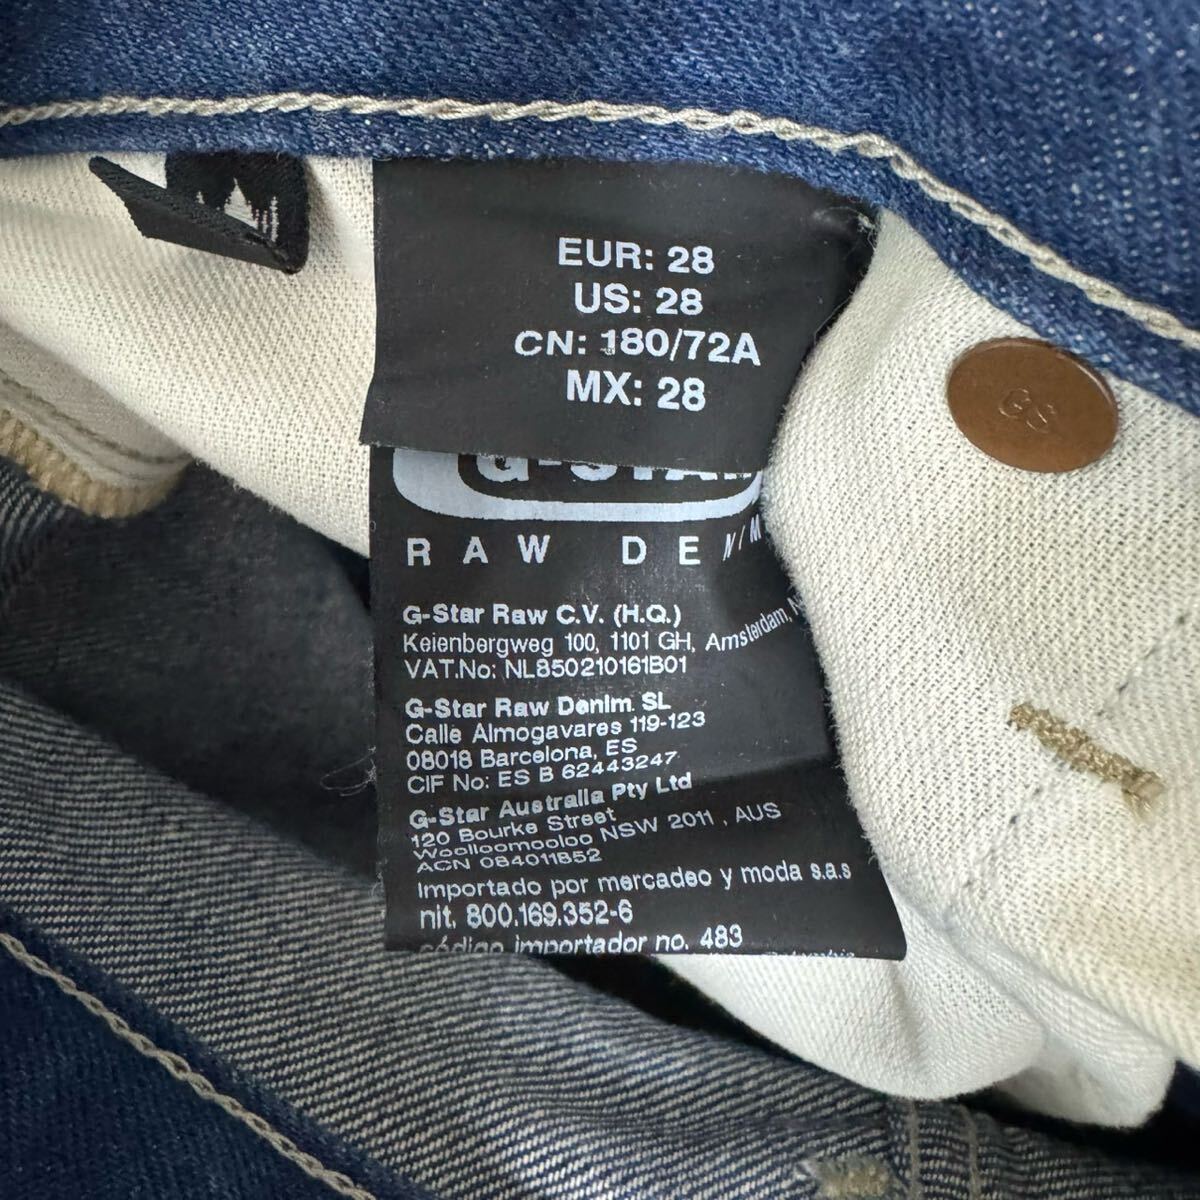 EUR: 28
US: 28
CN: 180/72A
MX: 28
GS
G-STAR
RAW DENIM
G-Star Raw C.V. (H.Q.)
Keienbergweg 100, 1101 GH, Amsterdam,
VAT.No: NL850210161B01
G-Star Raw Denim SL
Calle Almogavares 119-123
08018 Barcelona, ES
CIF No: ES B 62443247
G-Star Australia Pty Ltd
120 Bourke Street
Woolloomooloo NSW 2011, AUS
ACN 084011852
Importado por mercadeo y moda s.a.s
nit. 800.169.352-6
código importador no. 483